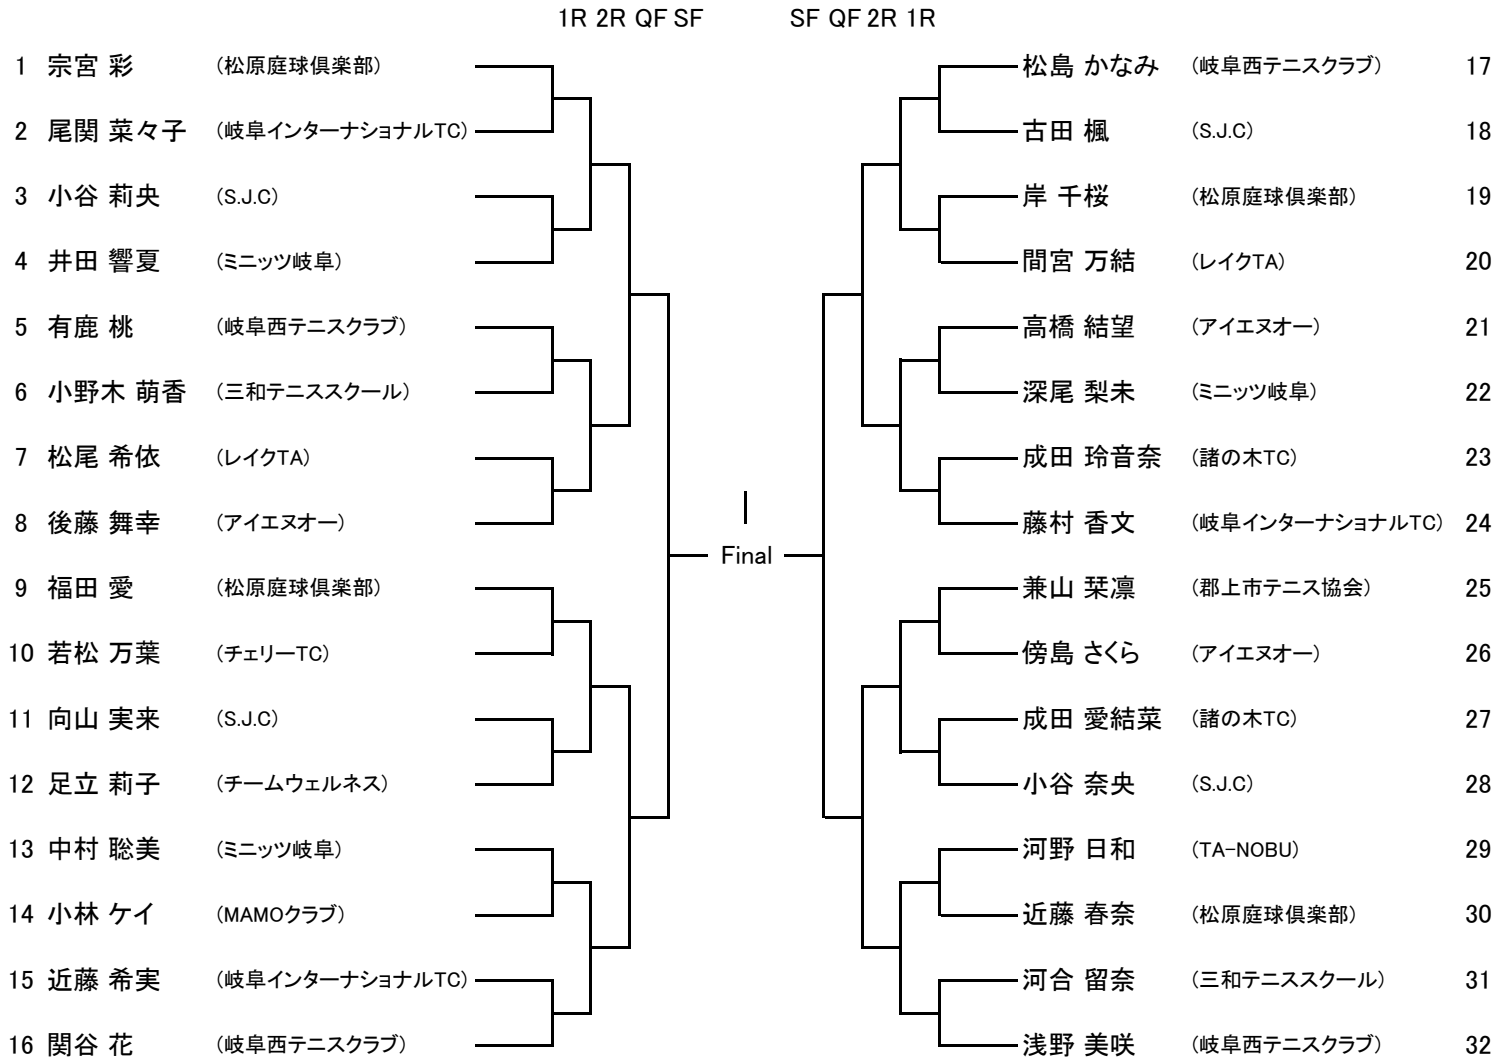 1R 2R QF SF SF QF 2R 1R
1 宗宮 彩 (松原庭球倶楽部) 松島 かなみ (岐阜西テニスクラブ) 17
2 尾関 菜々子 (岐阜インターナショナルTC) 古田 楓 (S.J.C) 18
3 小谷 莉央 (S.J.C) 岸 千桜 (松原庭球倶楽部) 19
4 井田 響夏 (ミニッツ岐阜) 間宮 万結 (レイクTA) 20
5 有鹿 桃 (岐阜西テニスクラブ) 高橋 結望 (アイエヌオー) 21
6 小野木 萌香 (三和テニススクール) 深尾 梨未 (ミニッツ岐阜) 22
7 松尾 希依 (レイクTA) 成田 玲音奈 (諸の木TC) 23
8 後藤 舞幸 (アイエヌオー) 藤村 香文 (岐阜インターナショナルTC) 24
Final
9 福田 愛 (松原庭球倶楽部) 兼山 栞凛 (郡上市テニス協会) 25
10 若松 万葉 (チェリーTC) 傍島 さくら (アイエヌオー) 26
11 向山 実来 (S.J.C) 成田 愛結菜 (諸の木TC) 27
12 足立 莉子 (チームウェルネス) 小谷 奈央 (S.J.C) 28
13 中村 聡美 (ミニッツ岐阜) 河野 日和 (TA-NOBU) 29
14 小林 ケイ (MAMOクラブ) 近藤 春奈 (松原庭球倶楽部) 30
15 近藤 希実 (岐阜インターナショナルTC) 河合 留奈 (三和テニススクール) 31
16 関谷 花 (岐阜西テニスクラブ) 浅野 美咲 (岐阜西テニスクラブ) 32